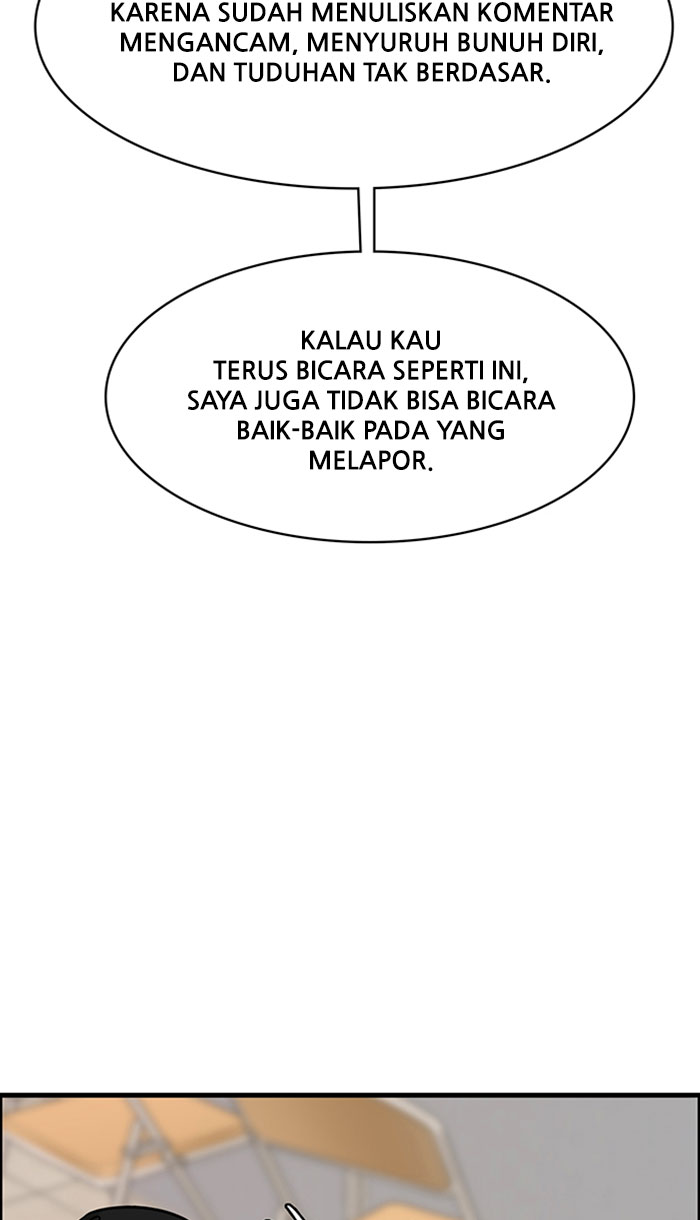 KARENA SUDAH MENULISKAN KOMENTAR
MENGANCAM, MENYURUH BUNUH DIRI,
DAN TUDUHAN TAK BERDASAR.
KALAU KAU
TERUS BICARA SEPERTI INI,
SAYA JUGA TIDAK BISA BICARA
BAIK-BAIK PADA YANG
MELAPOR.